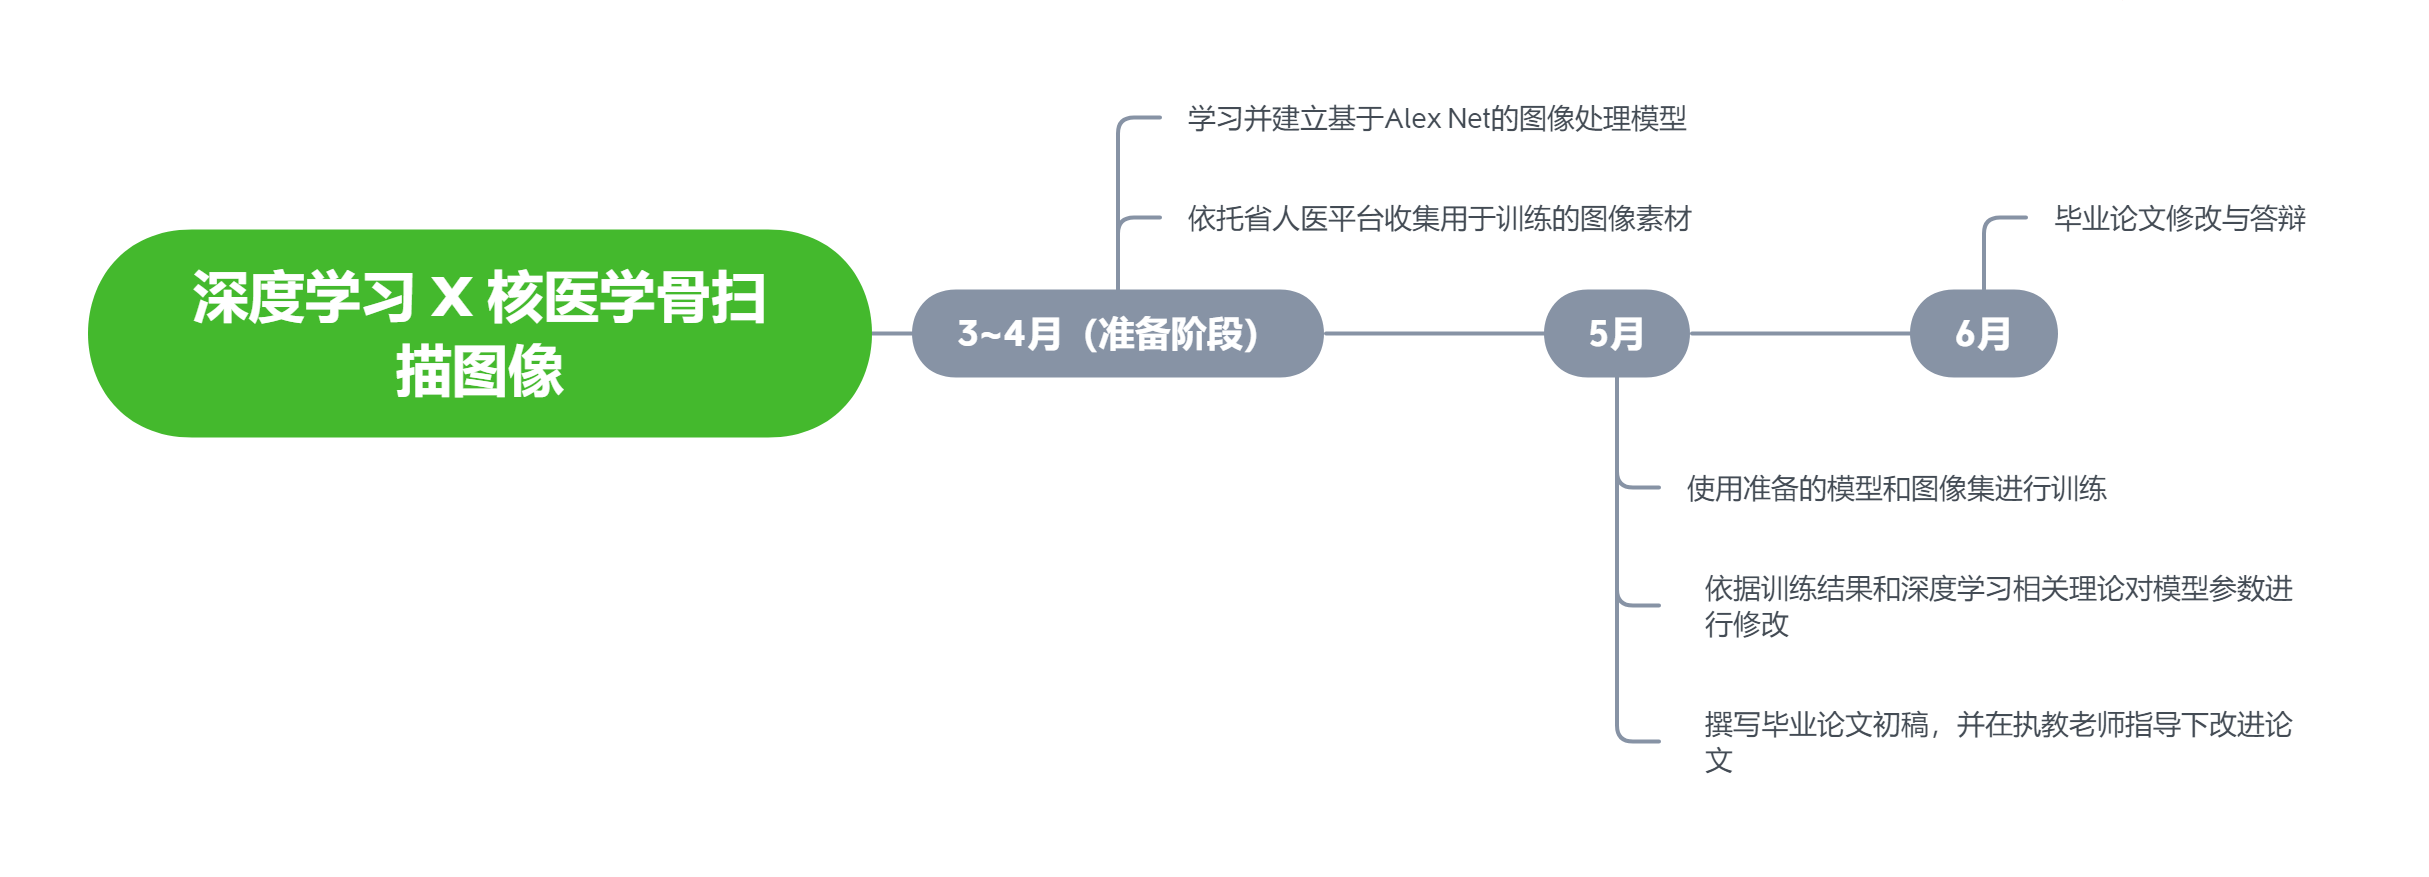 深度学习 X 核医学骨扫
描图像
3~4月（准备阶段）
学习并建立基于Alex Net的图像处理模型
依托省人医平台收集用于训练的图像素材
5月
使用准备的模型和图像集进行训练
依据训练结果和深度学习相关理论对模型参数进
行修改
撰写毕业论文初稿，并在执教老师指导下改进论
文
6月
毕业论文修改与答辩